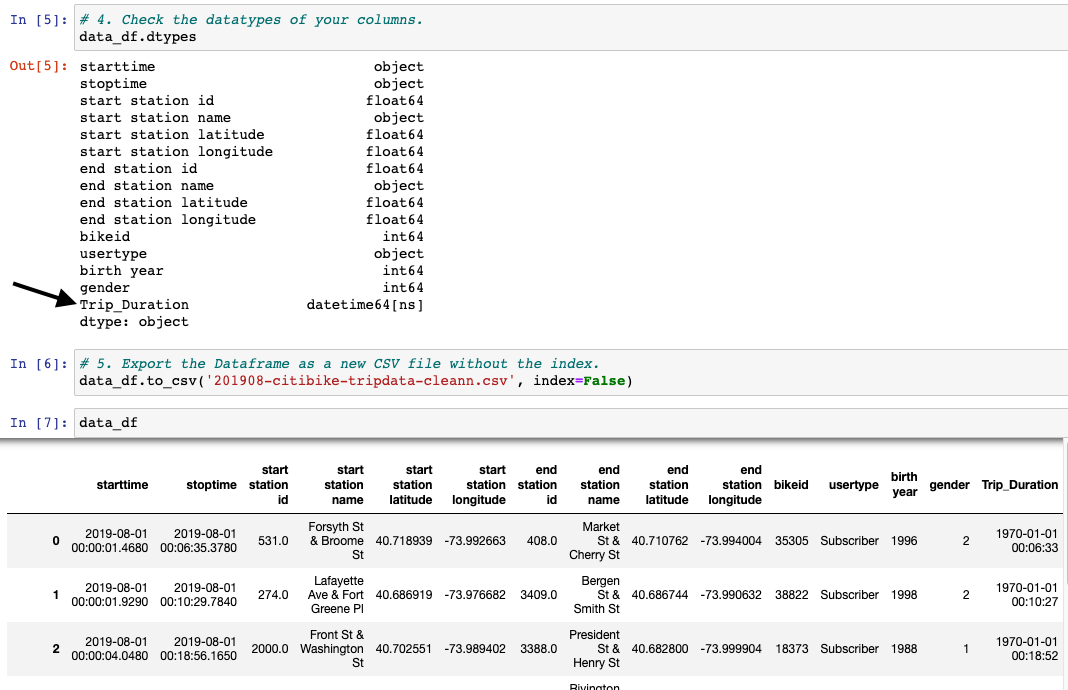 In [5]: # 4. Check the datatypes of your columns.
data_df.dtypes
Out[5]: starttime object
stoptime object
start station id float64
start station name object
start station latitude float64
start station longitude float64
end station id float64
end station name object
end station latitude float64
end station longitude float64
bikeid int64
usertype object
birth year int64
gender int64
Trip_Duration datetime64[ns]
dtype: object
In [6]: # 5. Export the Dataframe as a new CSV file without the index.
data_df.to_csv('201908-citibike-tripdata-cleann.csv', index=False)
In [7]: data_df
starttime stoptime start station id start station name start station latitude start station longitude end station id end station name end station latitude end station longitude bikeid usertype birth year gender Trip_Duration
0 2019-08-01 00:00:01.4680 2019-08-01 00:06:35.3780 531.0 Forsyth St & Broome St 40.718939 -73.992663 408.0 Market St & Cherry St 40.710762 -73.994004 35305 Subscriber 1996 2 1970-01-01 00:06:33
1 2019-08-01 00:00:01.9290 2019-08-01 00:10:29.7840 274.0 Lafayette Ave & Fort Greene Pl 40.686919 -73.976682 3409.0 Bergen St & Smith St 40.686744 -73.990632 38822 Subscriber 1998 2 1970-01-01 00:10:27
2 2019-08-01 00:00:04.0480 2019-08-01 00:18:56.1650 2000.0 Front St & Washington St 40.702551 -73.989402 3388.0 President St & Henry St 40.682800 -73.999904 18373 Subscriber 1988 1 1970-01-01 00:18:52
Rivington